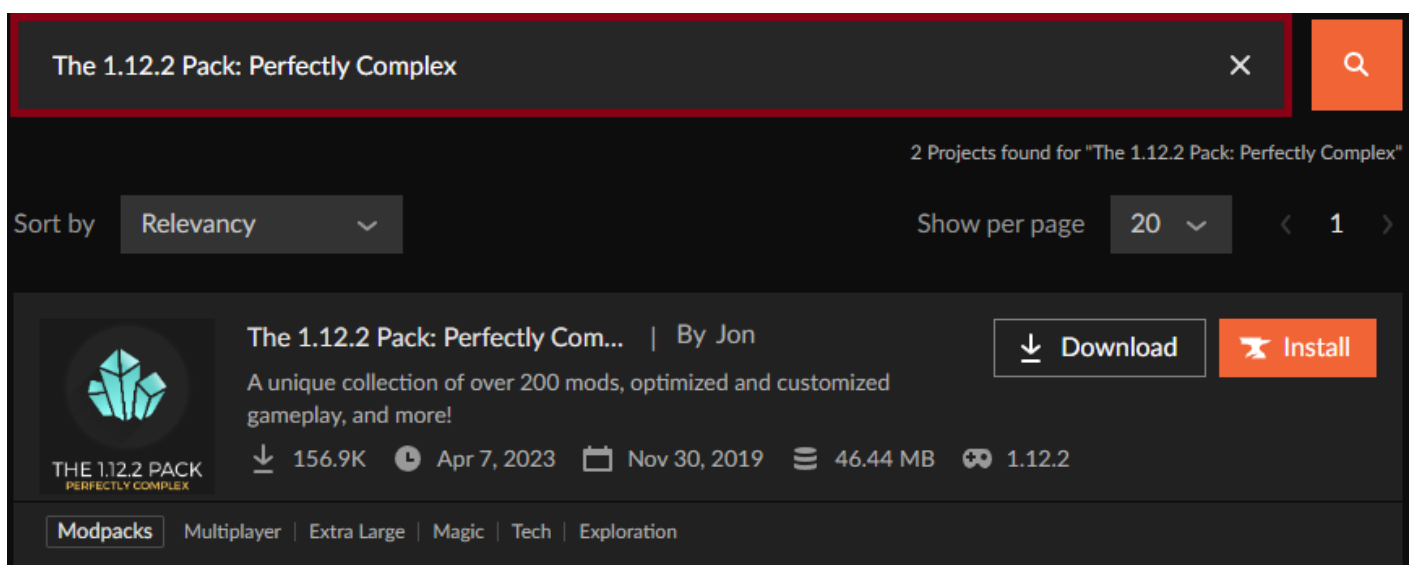 The 1.12.2 Pack: Perfectly Complex
2 Projects found for "The 1.12.2 Pack: Perfectly Complex"
Sort by Relevancy Show per page 20 1
The 1.12.2 Pack: Perfectly Com... | By Jon
Download Install
A unique collection of over 200 mods, optimized and customized
gameplay, and more!
156.9K Apr 7, 2023 Nov 30, 2019 46.44 MB 1.12.2
THE 1.12.2 PACK
PERFECTLY COMPLEX
Modpacks Multiplayer | Extra Large | Magic | Tech | Exploration